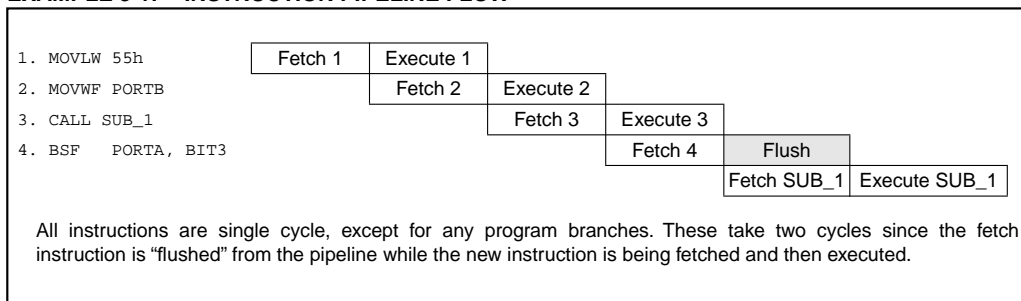 1. MOVLW 55h Fetch 1 Execute 1
2. MOVWF PORTB Fetch 2 Execute 2
3. CALL SUB_1 Fetch 3 Execute 3
4. BSF PORTA, BIT3 Fetch 4 Flush
Fetch SUB_1 Execute SUB_1
All instructions are single cycle, except for any program branches. These take two cycles since the fetch
instruction is “flushed” from the pipeline while the new instruction is being fetched and then executed.